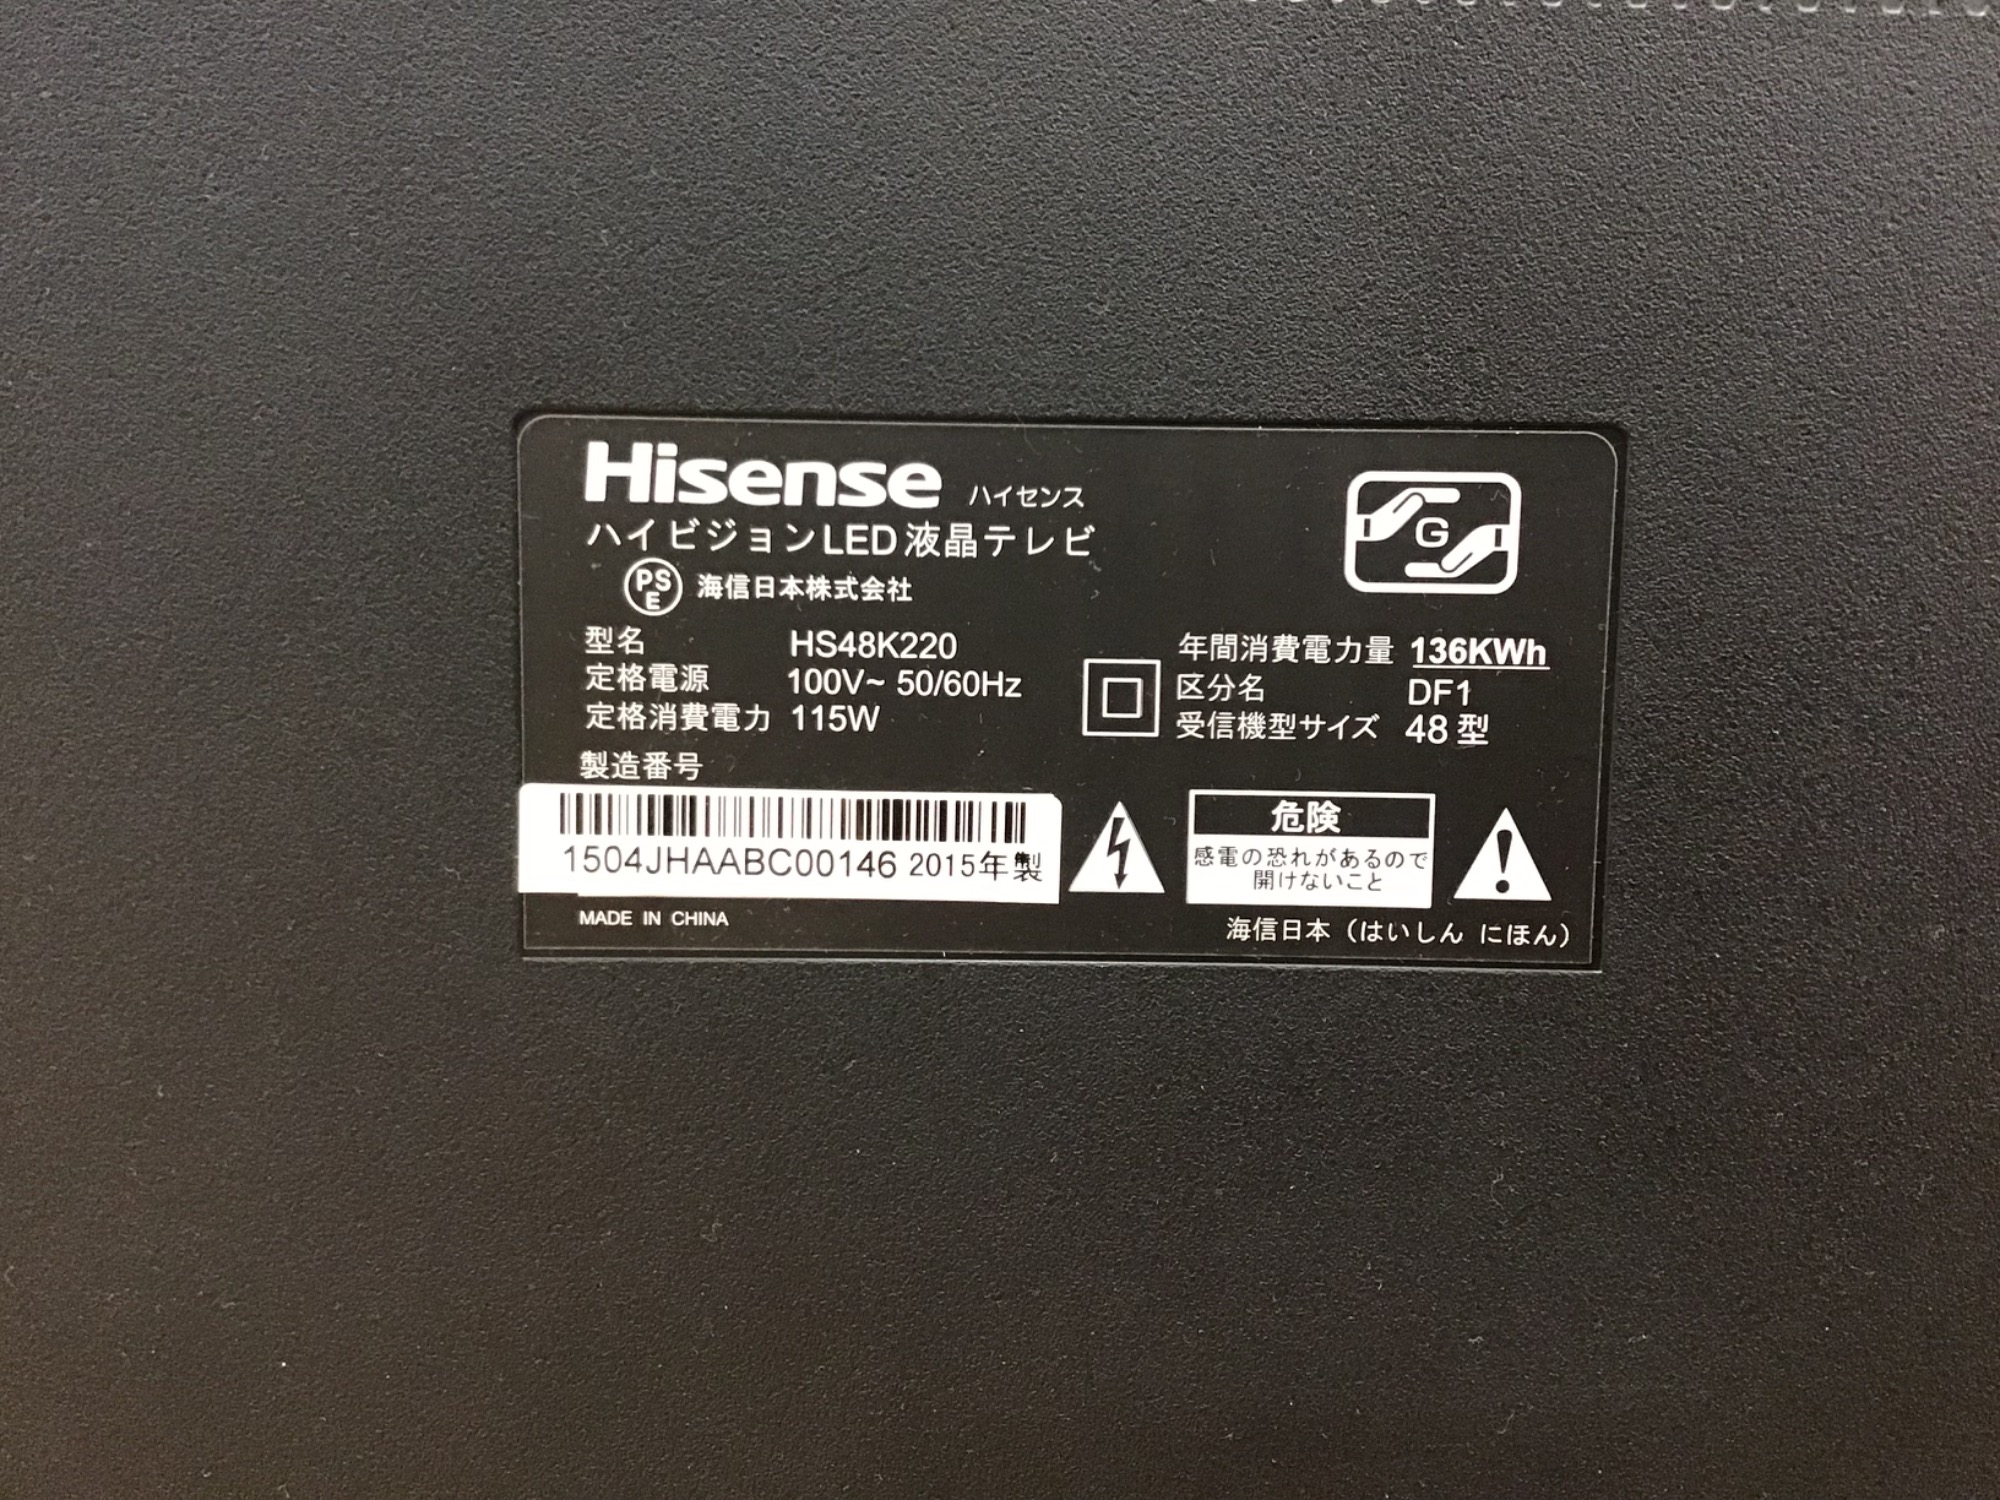 Hisense ハイセンス
ハイビジョンLED液晶テレビ
PSE 海信日本株式会社
G
型名 HS48K220
定格電源 100V~ 50/60Hz
定格消費電力 115W
年間消費電力量 136KWh
区分名 DF1
受信機型サイズ 48型
製造番号
1504JHAABC00146 2015年製
MADE IN CHINA
危険
感電の恐れがあるので
開けないこと
海信日本（はいしん にほん）